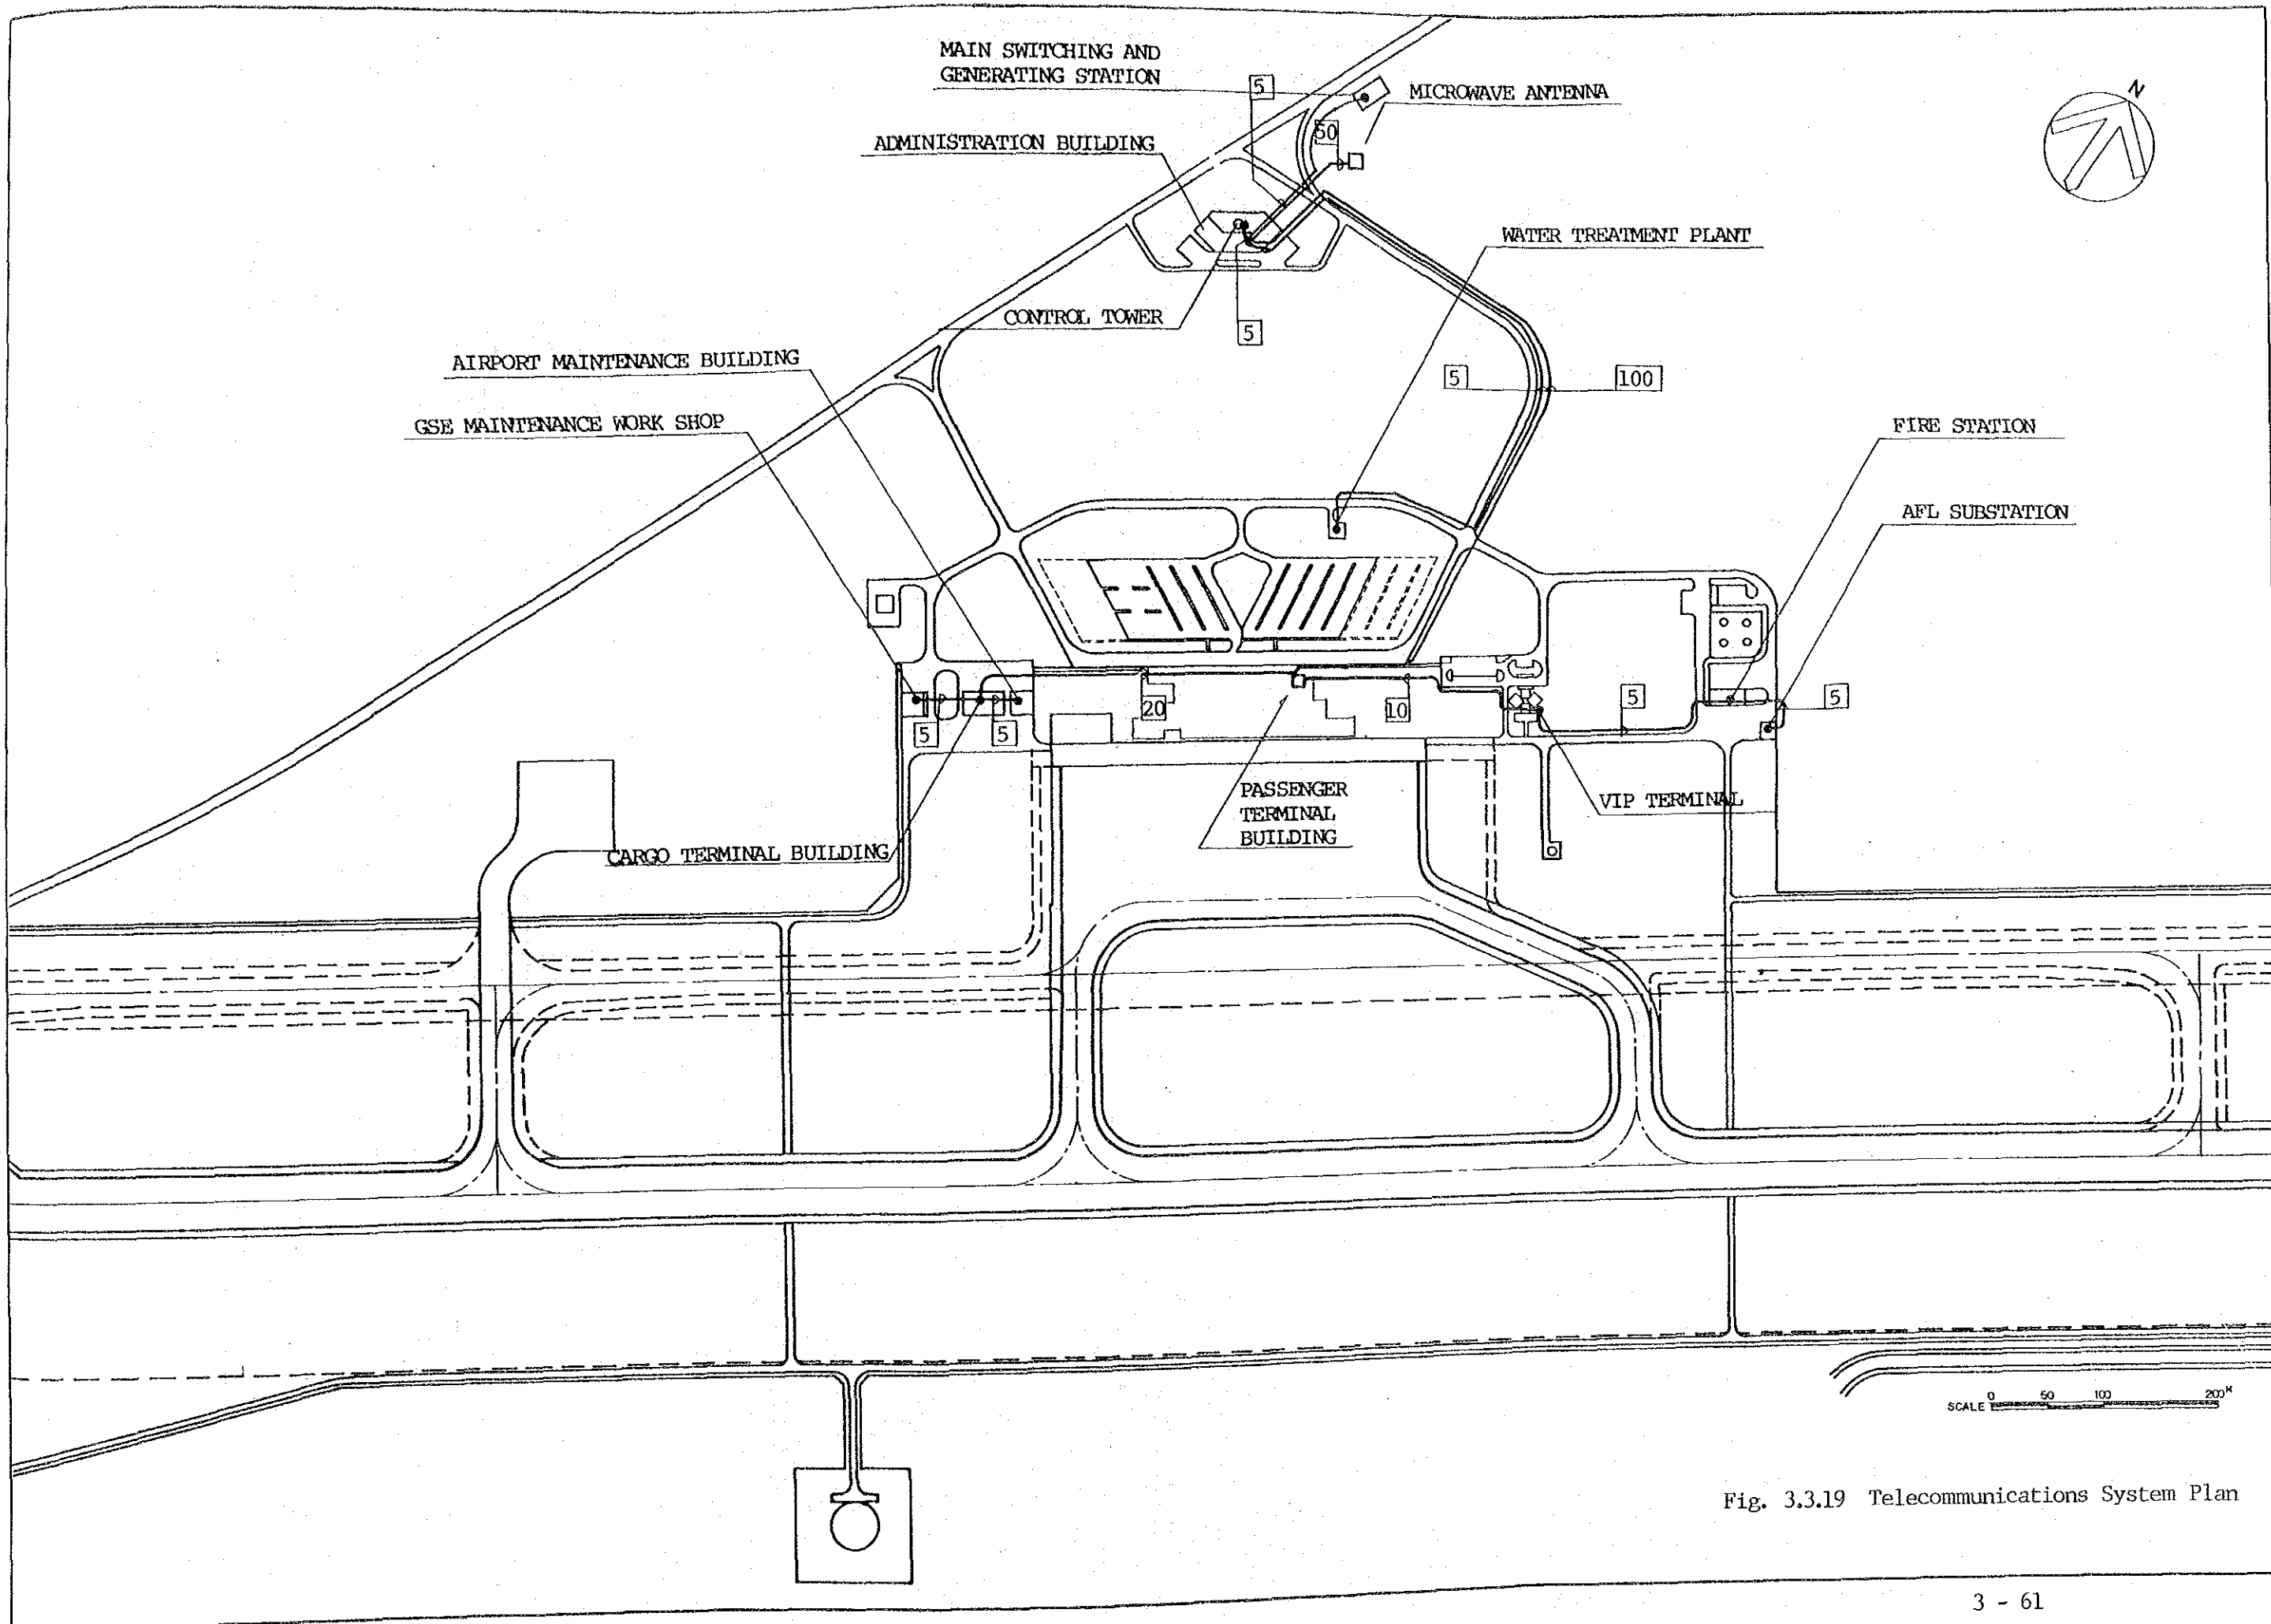 MAIN SWITCHING AND
GENERATING STATION
5
MICROWAVE ANTENNA
N
50
ADMINISTRATION BUILDING
WATER TREATMENT PLANT
CONTROL TOWER
5
AIRPORT MAINTENANCE BUILDING
5
100
GSE MAINTENANCE WORK SHOP
FIRE STATION
AFL SUBSTATION
20
10
5
5
5
5
PASSENGER
TERMINAL
BUILDING
VIP TERMINAL
CARGO TERMINAL BUILDING
SCALE 0 50 100 200M
Fig. 3.3.19 Telecommunications System Plan
3 - 61